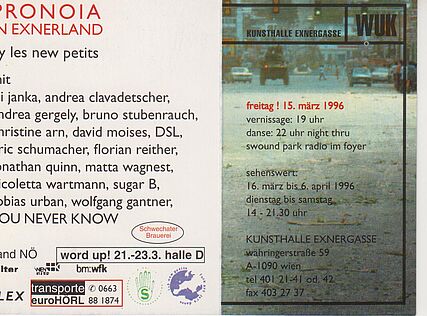 PRONOIA
N EXNERLAND
y les new petits
nit
i janka, andrea clavadetscher,
ndrea gergely, bruno stubenrauch,
hristine arn, david moises, DSL,
ric schumacher, florian reither,
onathan quinn, matta wagnest,
icoletta wartmann, sugar B,
obias urban, wolfgang gantner,
OU NEVER KNOW
Schwechater
Brauerei
and NÖ
word up! 21.-23.3. halle D
lter
bm:wfk
LEX
transporte
euroHÖRL
✆ 0663
88 1874
KUNSTHALLE EXNERGASSE
WUK
freitag ! 15. märz 1996
vernissage: 19 uhr
danse: 22 uhr night thru
swound park radio im foyer
sehenswert:
16. märz bis 6. april 1996
dienstag bis samstag
14 - 21.30 uhr
KUNSTHALLE EXNERGASSE
währingerstraße 59
A-1090 wien
tel 401 21-41 od. 42
fax 403 27 37